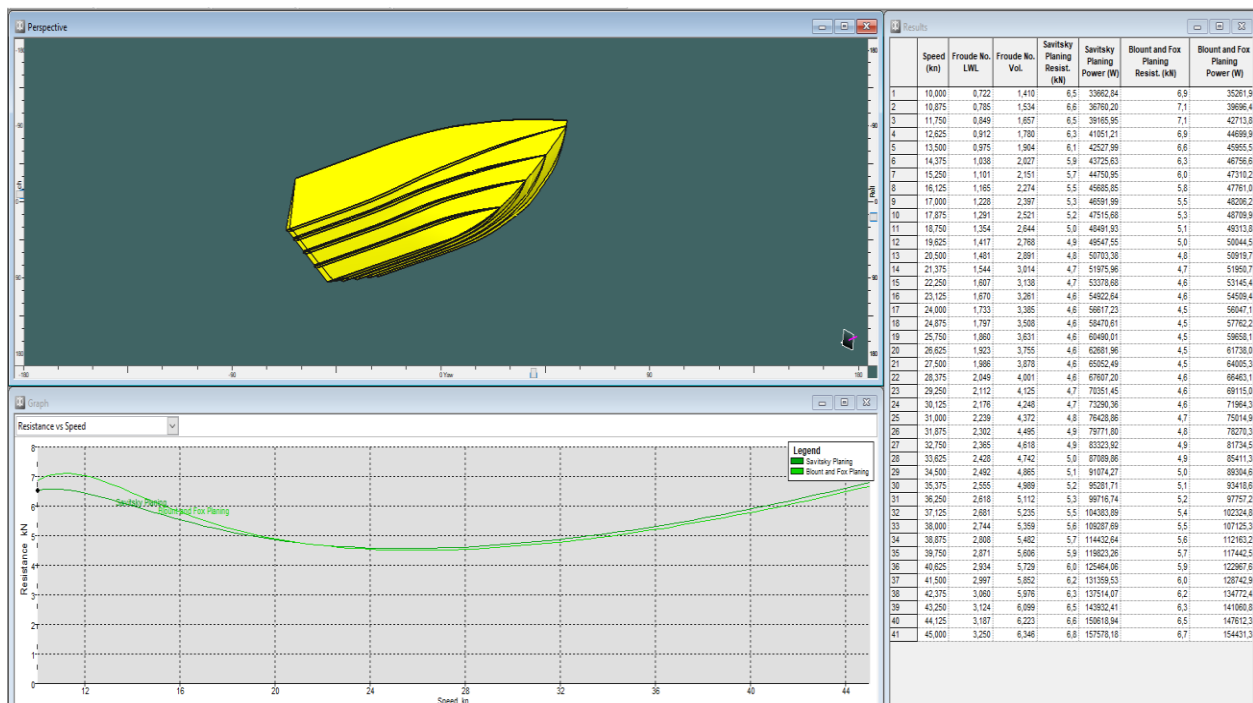 Perspective
Pitch
Roll
-180
-90
0 Yaw
90
180
Graph
Resistance vs Speed
Legend
Savitsky Planing
Blount and Fox Planing
Savitsky Planing
Blount and Fox Planing
Resistance kN
8
7
6
5
4
3
2
1
0
12 16 20 24 28 32 36 40 44
Speed kn
Results
Speed (kn) Froude No. LWL Froude No. Vol. Savitsky Planing Resist. (kN) Savitsky Planing Power (W) Blount and Fox Planing Resist. (kN) Blount and Fox Planing Power (W)
1 10,000 0,722 1,410 6,5 33662,84 6,9 35261,9
2 10,875 0,785 1,534 6,6 36760,20 7,1 39696,4
3 11,750 0,849 1,657 6,5 39165,95 7,1 42713,8
4 12,625 0,912 1,780 6,3 41051,21 6,9 44699,9
5 13,500 0,975 1,904 6,1 42527,99 6,6 45955,5
6 14,375 1,038 2,027 5,9 43725,63 6,3 46756,6
7 15,250 1,101 2,151 5,7 44750,95 6,0 47310,2
8 16,125 1,165 2,274 5,5 45685,85 5,8 47761,0
9 17,000 1,228 2,397 5,3 46591,99 5,5 48206,2
10 17,875 1,291 2,521 5,2 47515,68 5,3 48709,9
11 18,750 1,354 2,644 5,0 48491,93 5,1 49313,8
12 19,625 1,417 2,768 4,9 49547,55 5,0 50044,5
13 20,500 1,481 2,891 4,8 50703,38 4,8 50919,7
14 21,375 1,544 3,014 4,7 51975,96 4,7 51950,7
15 22,250 1,607 3,138 4,7 53378,68 4,6 53145,4
16 23,125 1,670 3,261 4,6 54922,64 4,6 54509,4
17 24,000 1,733 3,385 4,6 56617,23 4,5 56047,1
18 24,875 1,797 3,508 4,6 58470,61 4,5 57762,2
19 25,750 1,860 3,631 4,6 60490,01 4,5 59658,1
20 26,625 1,923 3,755 4,6 62681,96 4,5 61738,0
21 27,500 1,986 3,878 4,6 65052,49 4,5 64005,3
22 28,375 2,049 4,001 4,6 67607,20 4,6 66463,1
23 29,250 2,112 4,125 4,7 70351,45 4,6 69115,0
24 30,125 2,176 4,248 4,7 73290,36 4,6 71964,3
25 31,000 2,239 4,372 4,8 76428,86 4,7 75014,9
26 31,875 2,302 4,495 4,9 79771,80 4,8 78270,3
27 32,750 2,365 4,618 4,9 83323,92 4,9 81734,5
28 33,625 2,428 4,742 5,0 87089,86 4,9 85411,3
29 34,500 2,492 4,865 5,1 91074,27 5,0 89304,6
30 35,375 2,555 4,989 5,2 95281,71 5,1 93418,6
31 36,250 2,618 5,112 5,3 99716,74 5,2 97757,2
32 37,125 2,681 5,235 5,5 104383,89 5,4 102324,8
33 38,000 2,744 5,359 5,6 109287,69 5,5 107125,3
34 38,875 2,808 5,482 5,7 114432,64 5,6 112163,2
35 39,750 2,871 5,606 5,9 119823,26 5,7 117442,5
36 40,625 2,934 5,729 6,0 125464,06 5,9 122967,6
37 41,500 2,997 5,852 6,2 131359,53 6,0 128742,9
38 42,375 3,060 5,976 6,3 137514,07 6,2 134772,4
39 43,250 3,124 6,099 6,5 143932,41 6,3 141060,8
40 44,125 3,187 6,223 6,6 150618,94 6,5 147612,3
41 45,000 3,250 6,346 6,8 157578,18 6,7 154431,3